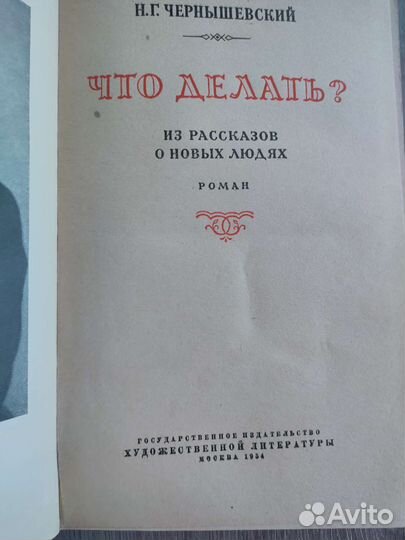 Н.Г. ЧЕРНЫШЕВСКИЙ
ЧТО ДЕЛАТЬ?
ИЗ РАССКАЗОВ
О НОВЫХ ЛЮДЯХ
РОМАН
ГОСУДАРСТВЕННОЕ ИЗДАТЕЛЬСТВО
ХУДОЖЕСТВЕННОЙ ЛИТЕРАТУРЫ
МОСКВА 1954
Avito